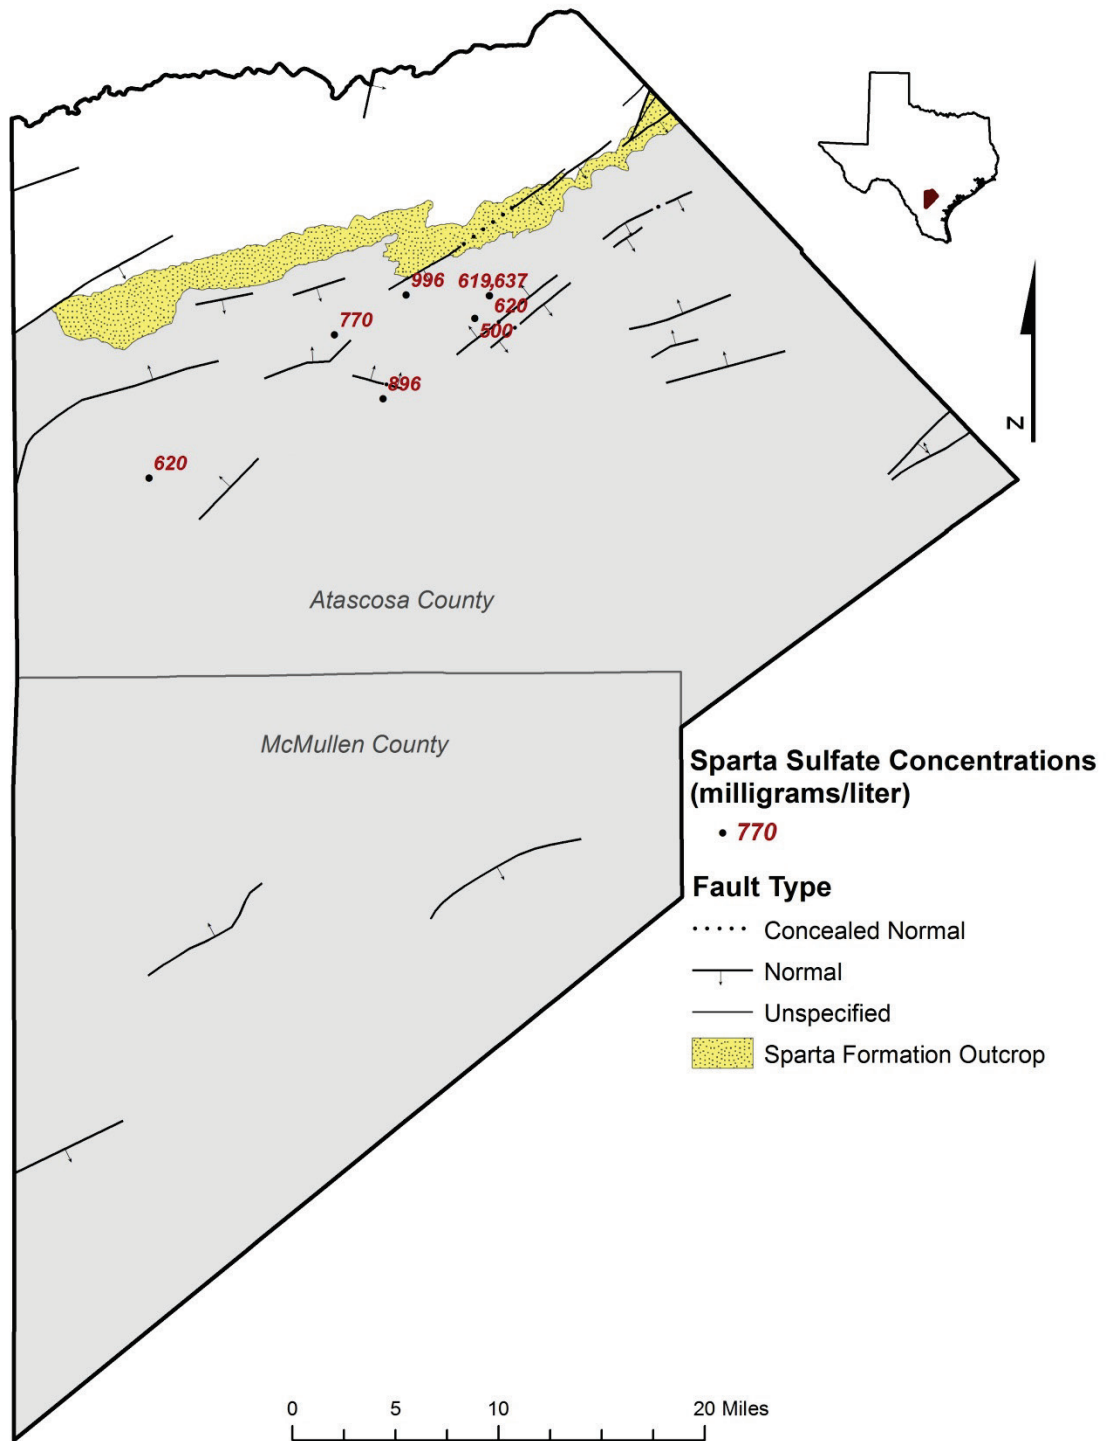 996
619,637
620
500
770
896
620
N
Atascosa County
McMullen County
Sparta Sulfate Concentrations
(milligrams/liter)
770
Fault Type
Concealed Normal
Normal
Unspecified
Sparta Formation Outcrop
0 5 10 20 Miles